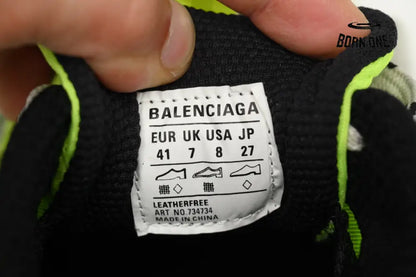 BORN ONE
BALENCIAGA
EUR UK USA JP
41 7 8 27
LEATHERFREE
ART NO 734734
MADE IN CHINA